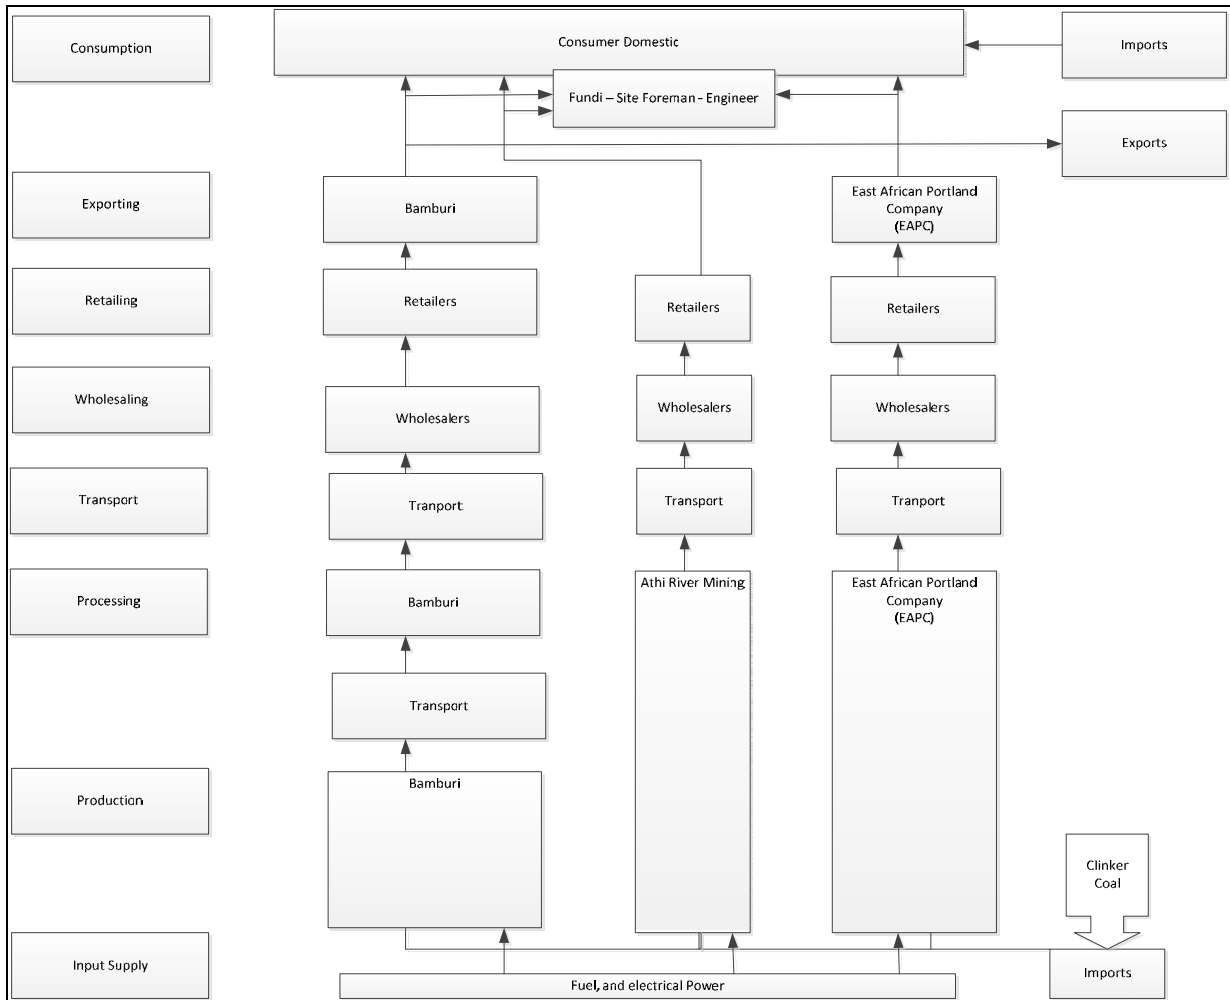 Consumption
Consumer Domestic
Imports
Fundi – Site Foreman - Engineer
Exports
Exporting
Bamburi
East African Portland
Company
(EAPC)
Retailing
Retailers
Retailers
Retailers
Wholesaling
Wholesalers
Wholesalers
Wholesalers
Transport
Tranport
Transport
Tranport
Processing
Bamburi
Athi River Mining
East African Portland
Company
(EAPC)
Transport
Production
Bamburi
Clinker
Coal
Input Supply
Imports
Fuel, and electrical Power